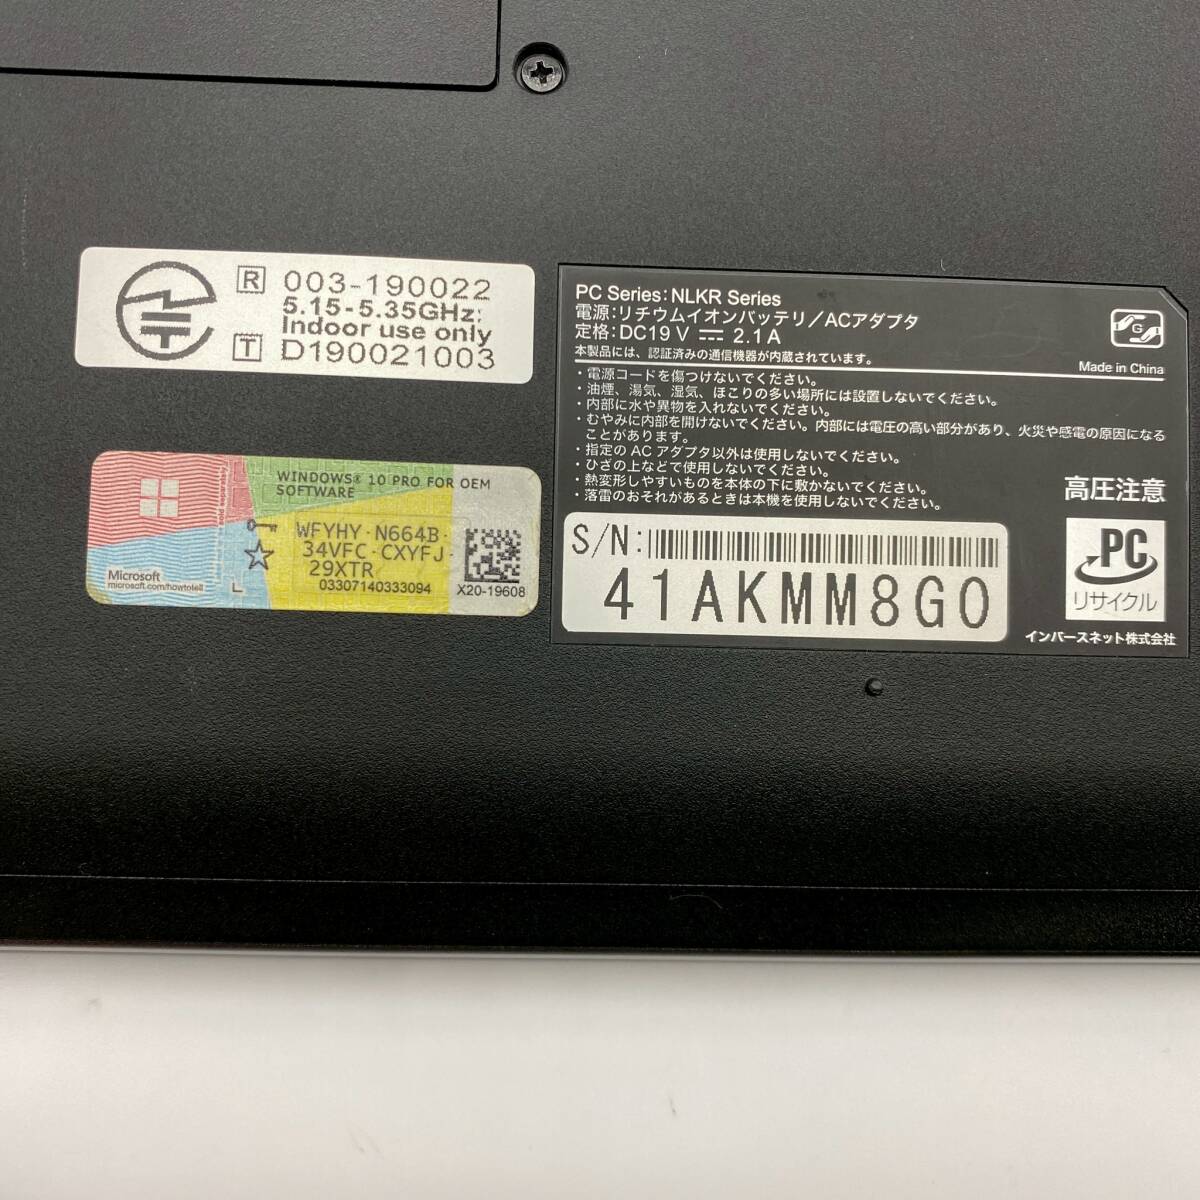 R 003-190022
5.15-5.35GHz:
Indoor use only
T D190021003
WINDOWS® 10 PRO FOR OEM
SOFTWARE
WFYHY-N664B-
34VFC-CXYFJ-
29XTR
03307140333094
X20-19608
Microsoft
microsoft.com/howtotell
L
PC Series:NLKR Series
電源:リチウムイオンバッテリ/ACアダプタ
定格:DC19V ⎓ 2.1A
本製品には、認証済みの通信機器が内蔵されています。
G
Made in China
・電源コードを傷つけないでください。
・油煙、湯気、湿気、ほこりの多い場所には設置しないでください。
・内部に水や異物を入れないでください。
・むやみに内部を開けないでください。内部には電圧の高い部分があり、火災や感電の原因になる
ことがあります。
・指定の AC アダプタ以外は使用しないでください。
・ひざの上などで使用しないでください。
・熱変形しやすいものを本体の下に敷かないでください。
・落雷のおそれがあるときは本機を使用しないでください。
高圧注意
S/N:
41AKMM8G0
PC
リサイクル
インバースネット株式会社